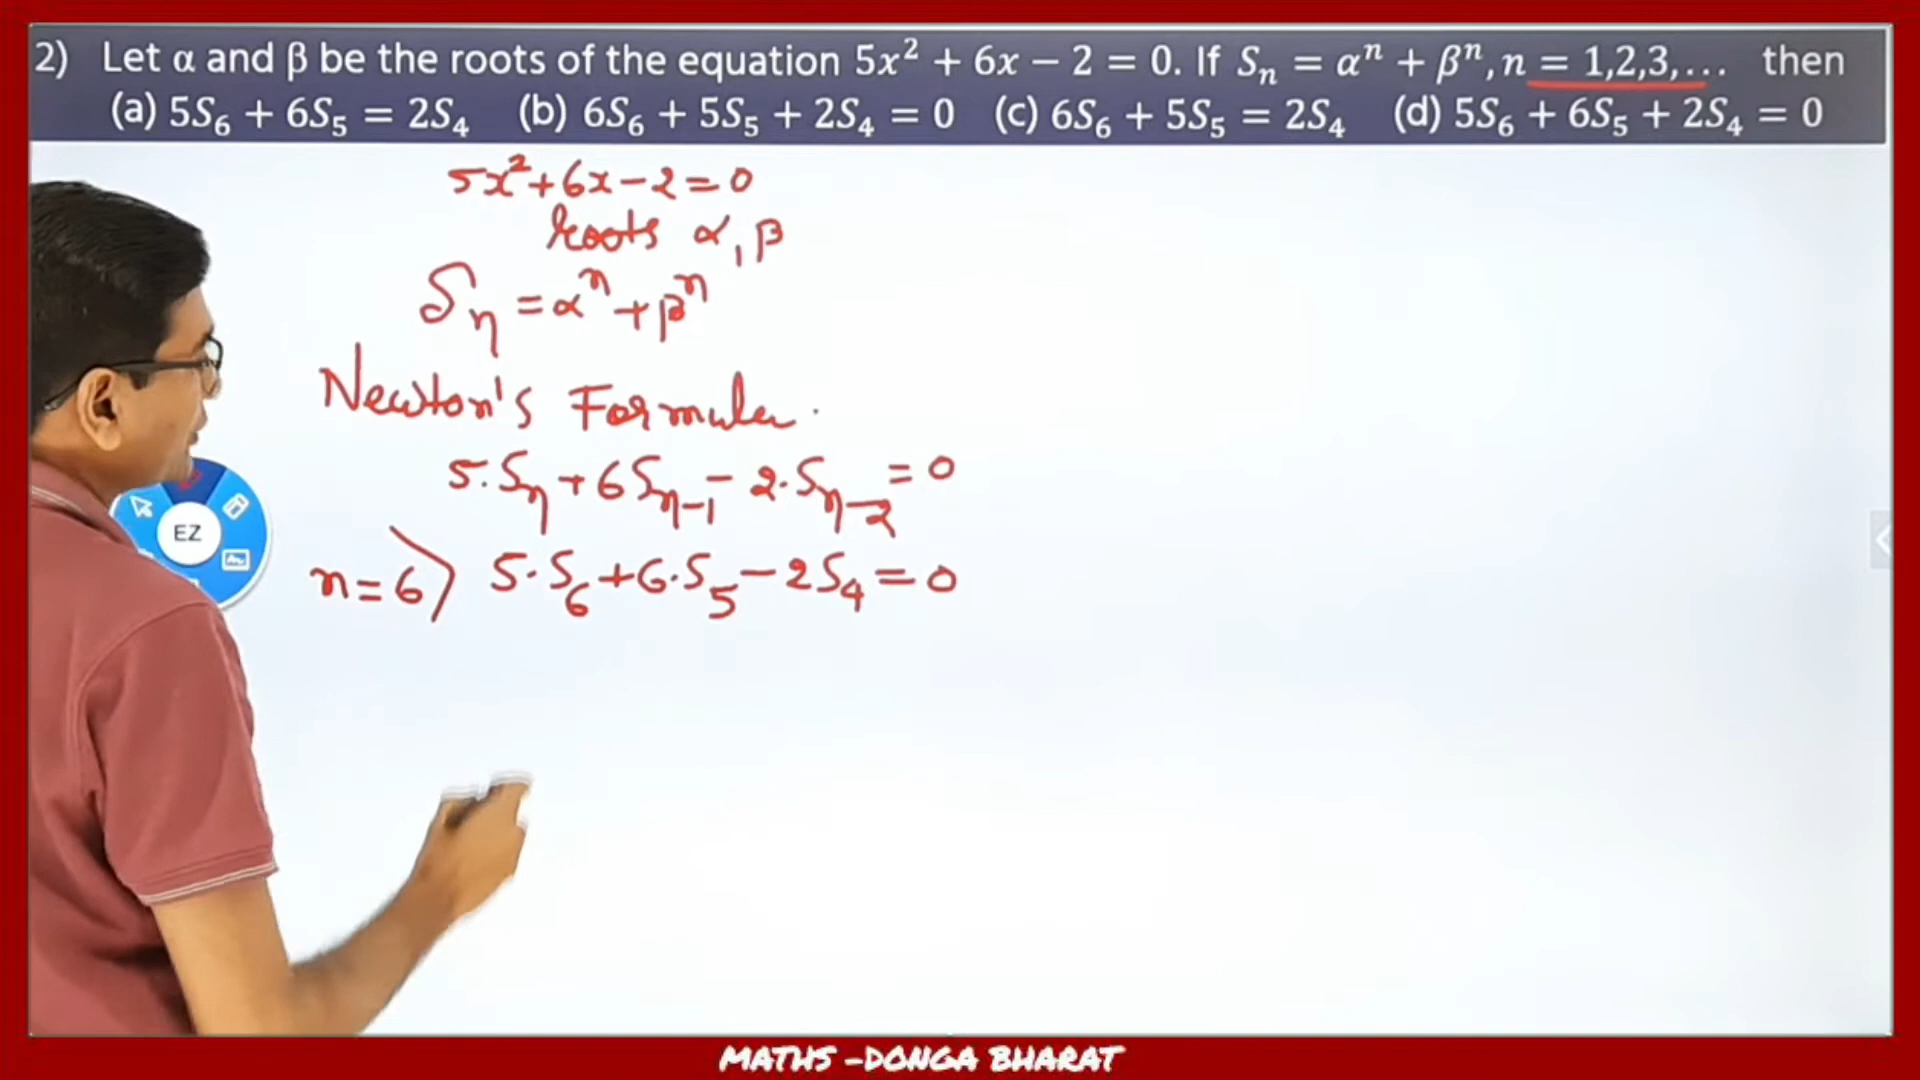 2) Let α and β be the roots of the equation 5x² + 6x − 2 = 0. If Sₙ = αⁿ + βⁿ, n = 1,2,3,... then
(a) 5S₆ + 6S₅ = 2S₄ (b) 6S₆ + 5S₅ + 2S₄ = 0 (c) 6S₆ + 5S₅ = 2S₄ (d) 5S₆ + 6S₅ + 2S₄ = 0
5x²+6x−2=0
Roots α, β
Sₙ = αⁿ + βⁿ
Newton's Formula.
5·Sₙ + 6Sₙ₋₁ − 2·Sₙ₋₂ = 0
n=6) 5·S₆ + 6·S₅ − 2S₄ = 0
EZ
MATHS -DONGA BHARAT